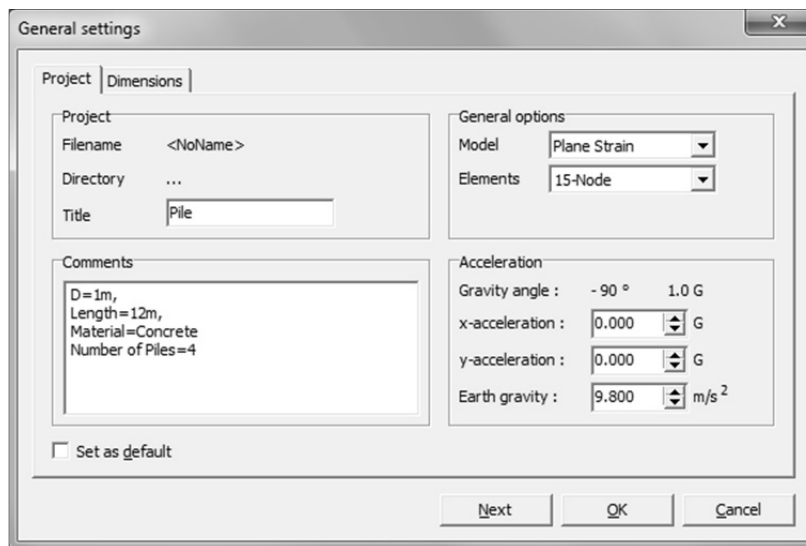 General settings
Project Dimensions
Project
Filename <NoName>
Directory ...
Title Pile
General options
Model Plane Strain
Elements 15-Node
Comments
D=1m,
Length=12m,
Material=Concrete
Number of Piles=4
Acceleration
Gravity angle : - 90 ° 1.0 G
x-acceleration : 0.000 G
y-acceleration : 0.000 G
Earth gravity : 9.800 m/s²
Set as default
Next OK Cancel